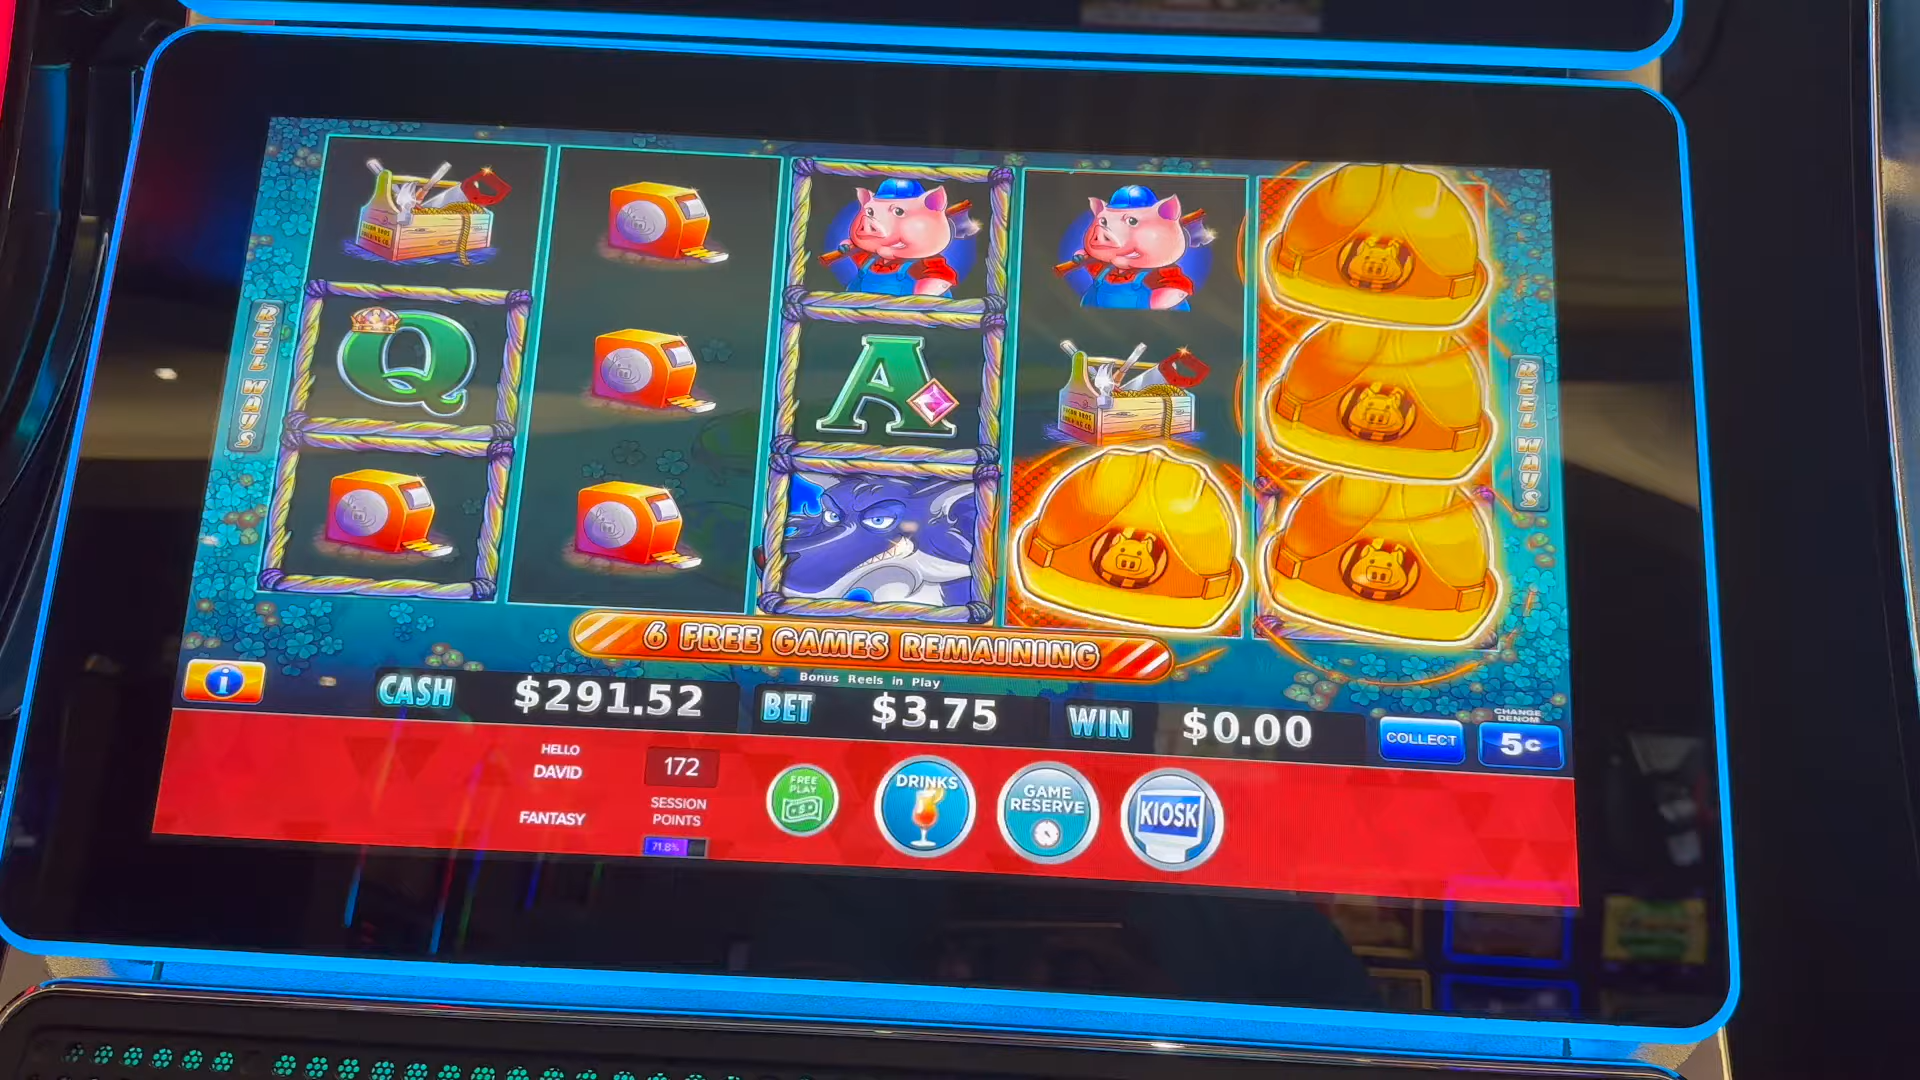 REEL WAYS
REEL WAYS
Q
A
6 FREE GAMES REMAINING
Bonus Reels in Play
CASH $291.52 BET $3.75 WIN $0.00
COLLECT
CHANGE
DENOM
5¢
HELLO
DAVID
FANTASY
172
SESSION
POINTS
71.8%
FREE
PLAY
DRINKS
GAME
RESERVE
KIOSK